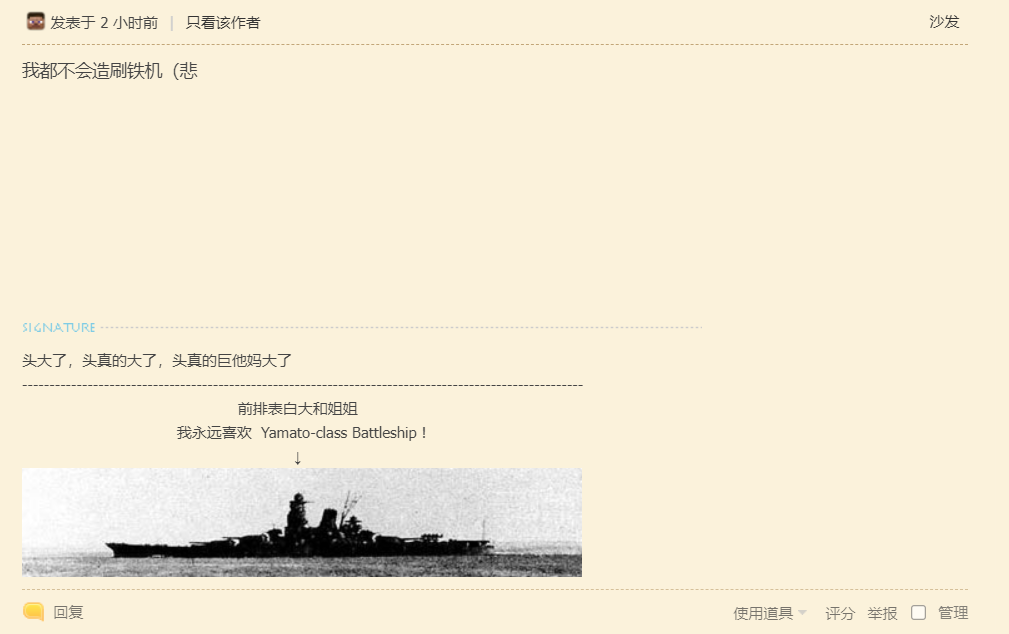 发表于 2 小时前 | 只看该作者 沙发
我都不会造刷铁机（悲
SIGNATURE
头大了，头真的大了，头真的巨他妈大了
--------------------------------------------------------------------------------------------------------
前排表白大和姐姐
我永远喜欢 Yamato-class Battleship！
↓
回复 使用道具 评分 举报 管理